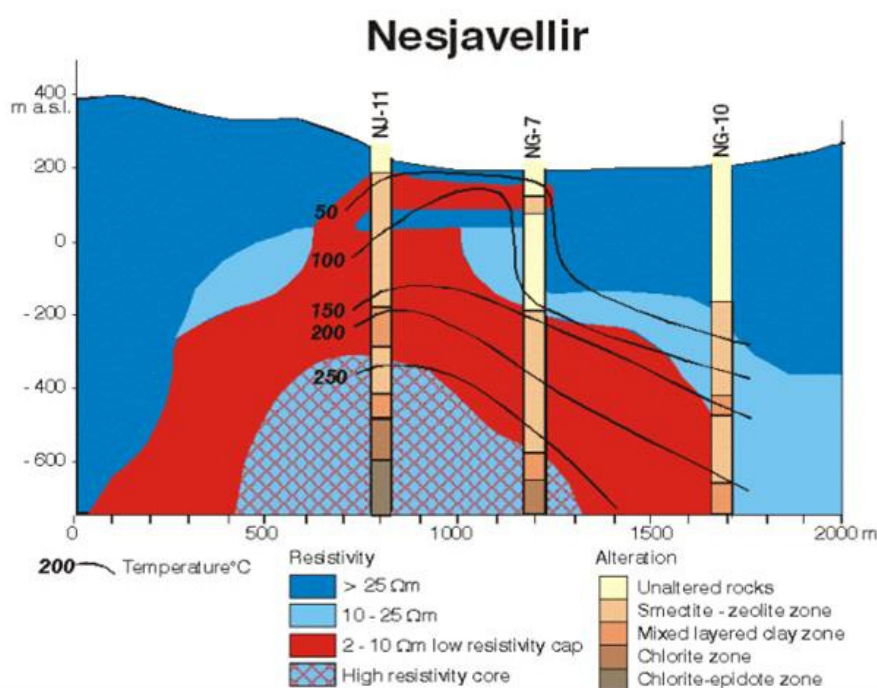 Nesjavellir
400
m a.s.l.
200
0
- 200
- 400
- 600
NJ-11
NG-7
NG-10
50
100
150
200
250
0
500
1000
1500
2000 m
200
Temperature°C
Resistivity
> 25 Ωm
10 - 25 Ωm
2 - 10 Ωm low resistivity cap
High resistivity core
Alteration
Unaltered rocks
Smectite - zeolite zone
Mixed layered clay zone
Chlorite zone
Chlorite-epidote zone